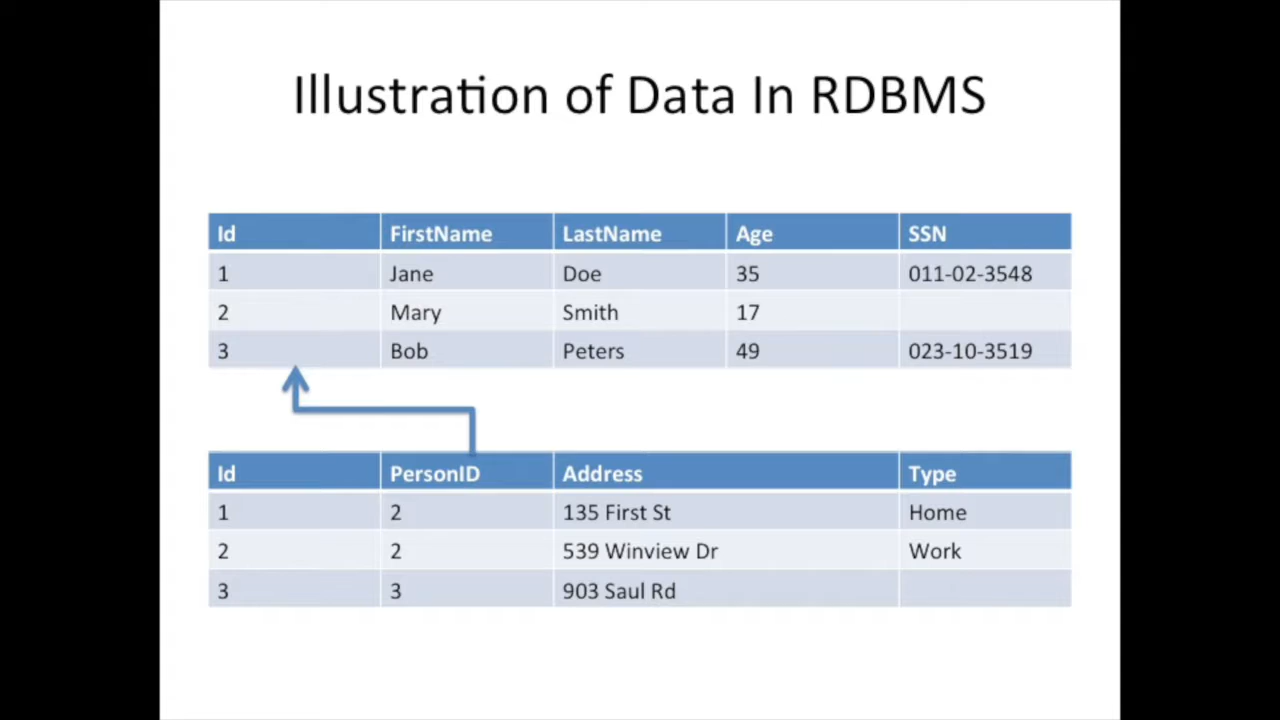 Illustration of Data In RDBMS
Id FirstName LastName Age SSN
1 Jane Doe 35 011-02-3548
2 Mary Smith 17
3 Bob Peters 49 023-10-3519
Id PersonID Address Type
1 2 135 First St Home
2 2 539 Winview Dr Work
3 3 903 Saul Rd